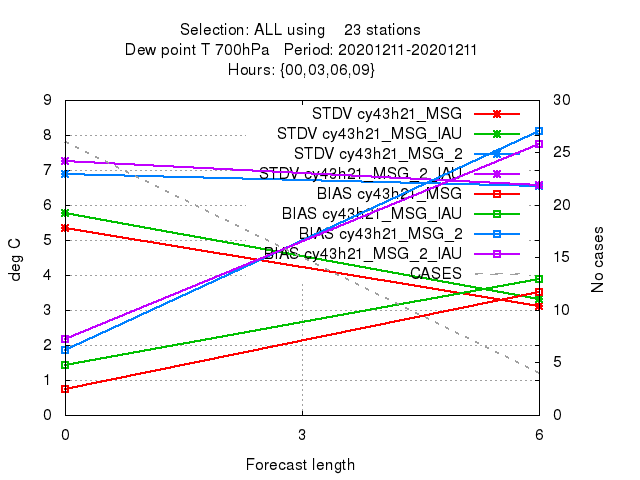 Selection: ALL using 23 stations
Dew point T 700hPa Period: 20201211-20201211
Hours: {00,03,06,09}
9 30
STDV cy43h21_MSG
8
STDV cy43h21_MSG_IAU
STDV cy43h21_MSG_2 25
7
STDV cy43h21_MSG_2_IAU
BIAS cy43h21_MSG
6 20
BIAS cy43h21_MSG_IAU
BIAS cy43h21_MSG_2
5
BIAS cy43h21_MSG_2_IAU 15
CASES
4
3 10
2
5
1
0 0
0 3 6
deg C
No cases
Forecast length